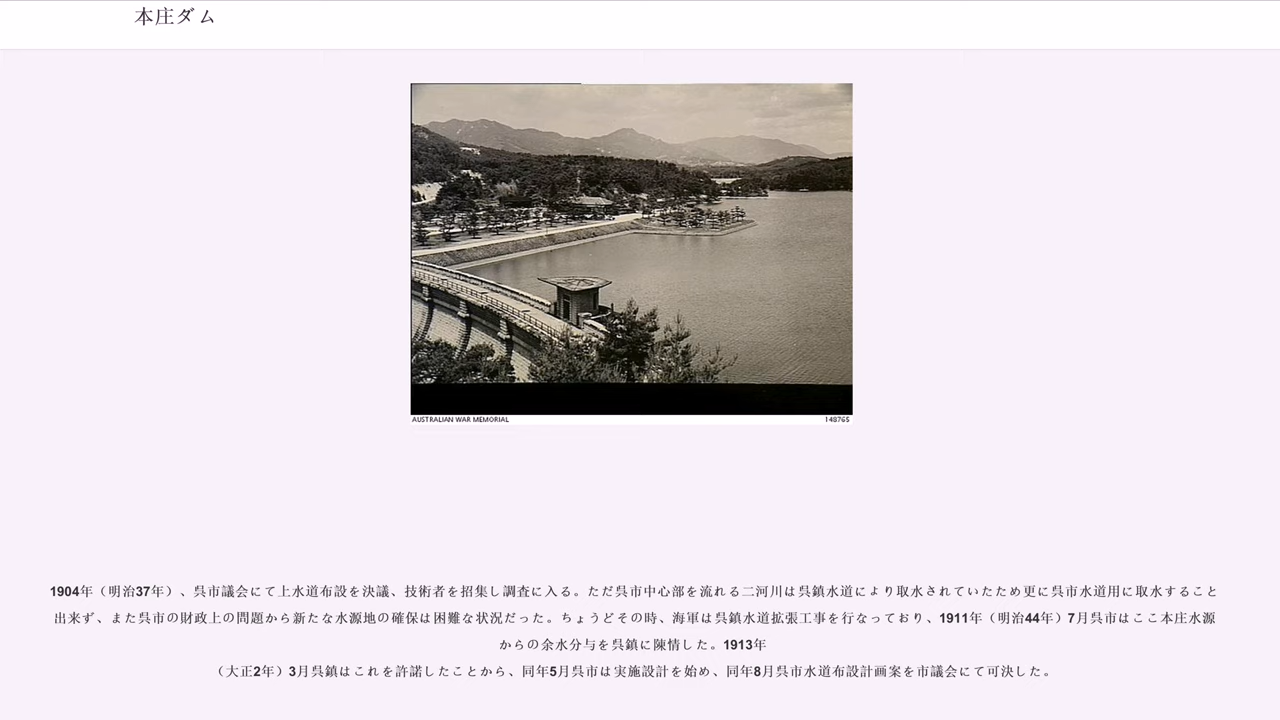 本庄ダム
AUSTRALIAN WAR MEMORIAL 148765
1904年（明治37年）、呉市議会にて上水道布設を決議、技術者を招集し調査に入る。ただ呉市中心部を流れる二河川は呉鎮水道により取水されていたため更に呉市水道用に取水すること
出来ず、また呉市の財政上の問題から新たな水源地の確保は困難な状況だった。ちょうどその時、海軍は呉鎮水道拡張工事を行なっており、1911年（明治44年）7月呉市はここ本庄水源
からの余水分与を呉鎮に陳情した。1913年
（大正2年）3月呉鎮はこれを許諾したことから、同年5月呉市は実施設計を始め、同年8月呉市水道布設計画案を市議会にて可決した。